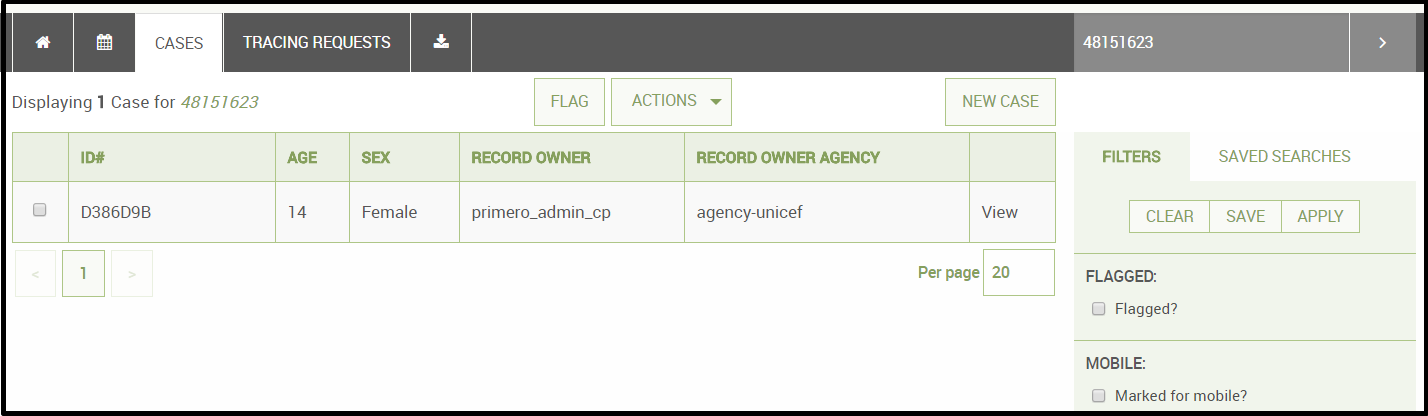 CASES TRACING REQUESTS 48151623 >
Displaying 1 Case for 48151623 FLAG ACTIONS NEW CASE
ID# AGE SEX RECORD OWNER RECORD OWNER AGENCY
D386D9B 14 Female primero_admin_cp agency-unicef View
< 1 > Per page 20
FILTERS SAVED SEARCHES
CLEAR SAVE APPLY
FLAGGED:
Flagged?
MOBILE:
Marked for mobile?